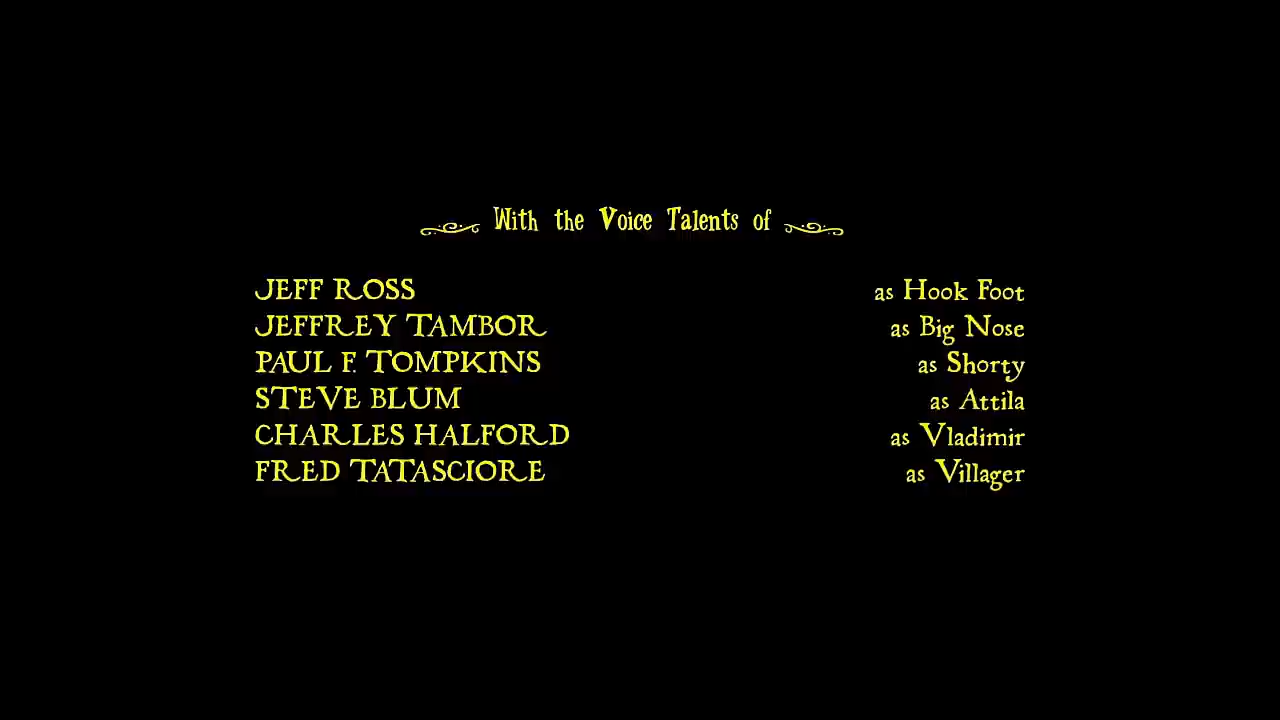 With the Voice Talents of
JEFF ROSS as Hook Foot
JEFFREY TAMBOR as Big Nose
PAUL F. TOMPKINS as Shorty
STEVE BLUM as Attila
CHARLES HALFORD as Vladimir
FRED TATASCIORE as Villager